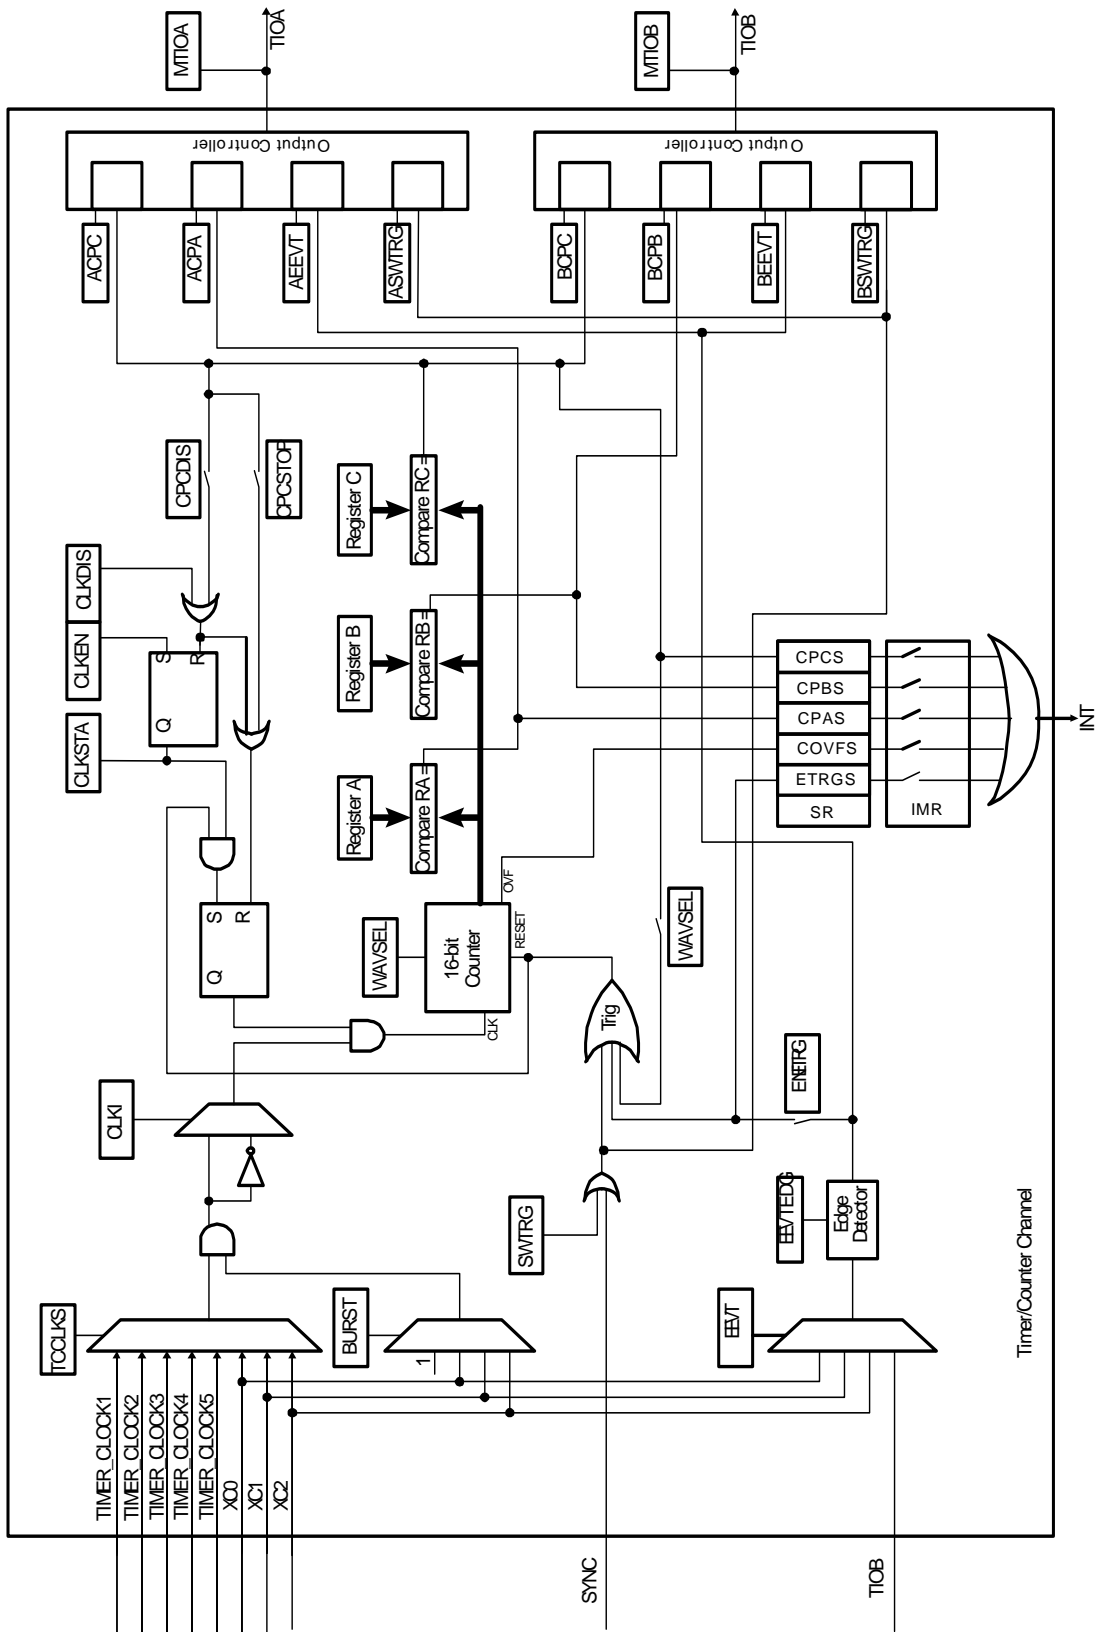 MTIOA
TIOA
MTIOB
TIOB
Output Controller
Output Controller
ACPC
ACPA
AEEVT
ASWTRG
BCPC
BCPB
BEEVT
BSWTRG
CPCDIS
CPCSTOP
CLKDIS
CLKEN
CLKSTA
S
R
Q
S
R
Q
Register C
Compare RC =
Register B
Compare RB =
Register A
Compare RA =
CPCS
CPBS
CPAS
COVFS
ETRGS
SR
IMR
INT
WAVSEL
16-bit
Counter
OVF
RESET
CLK
WAVSEL
Trig
ENETRG
CLKI
SWTRG
EEVTEDG
Edge
Detector
TCCLKS
BURST
1
EEVT
Timer/Counter Channel
TIMER_CLOCK1
TIMER_CLOCK2
TIMER_CLOCK3
TIMER_CLOCK4
TIMER_CLOCK5
XC0
XC1
XC2
SYNC
TIOB